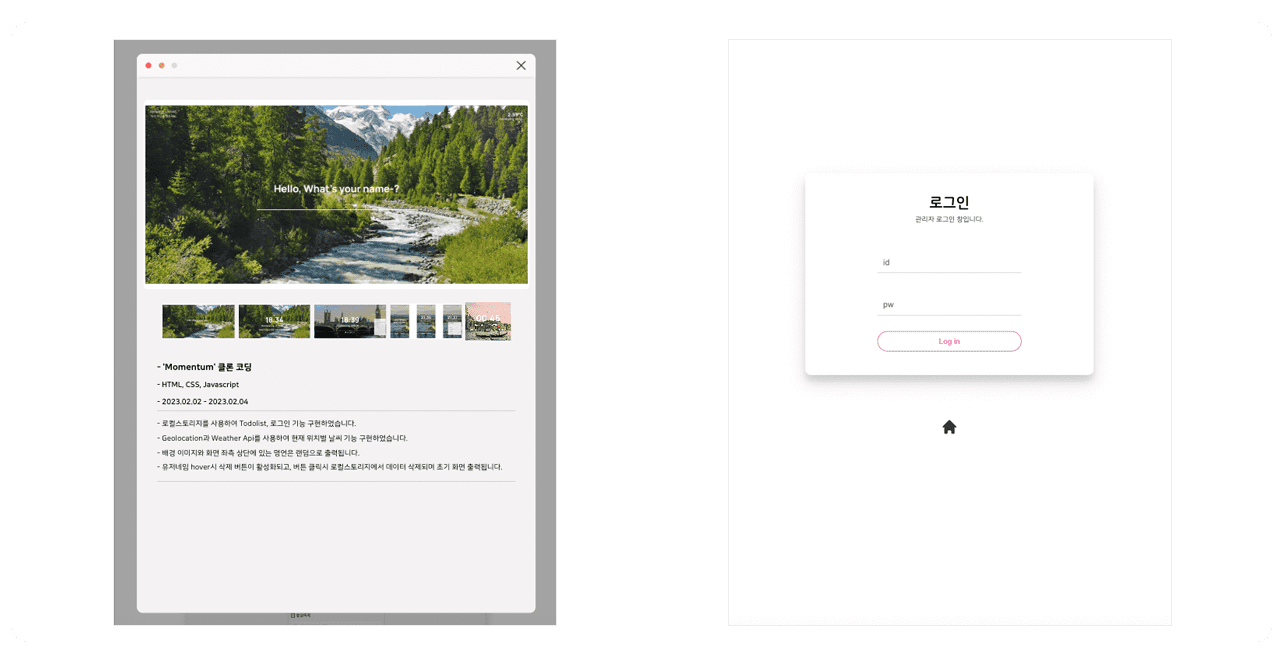 Hello, What's your name-?
18:34
18:39
- 'Momentum' 클론 코딩
- HTML, CSS, Javascript
- 2023.02.02 - 2023.02.04
- 로컬스토리지를 사용하여 Todolist, 로그인 기능 구현하였습니다.
- Geolocation과 Weather Api를 사용하여 현재 위치별 날씨 기능 구현하였습니다.
- 배경 이미지와 화면 좌측 상단에 있는 명언은 랜덤으로 출력됩니다.
- 유저네임 hover시 삭제 버튼이 활성화되고, 버튼 클릭시 로컬스토리지에서 데이터 삭제되며 초기 화면 출력됩니다.
로그인
관리자 로그인 창입니다.
id
pw
Log in